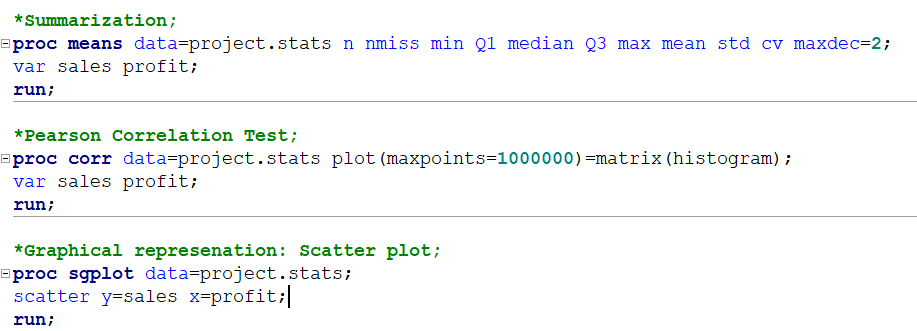 *Summarization;
proc means data=project.stats n nmiss min Q1 median Q3 max mean std cv maxdec=2;
var sales profit;
run;
*Pearson Correlation Test;
proc corr data=project.stats plot(maxpoints=1000000)=matrix(histogram);
var sales profit;
run;
*Graphical represenation: Scatter plot;
proc sgplot data=project.stats;
scatter y=sales x=profit;
run;